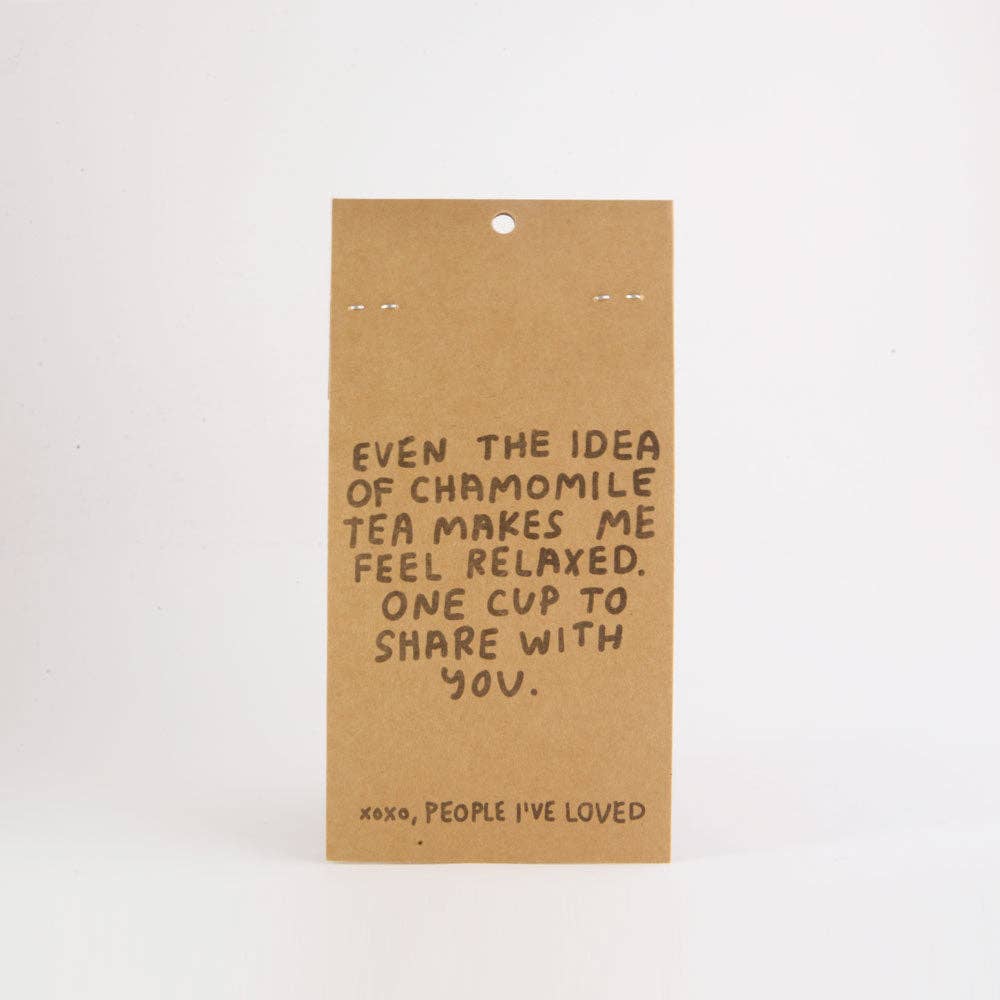 EVEN THE IDEA
OF CHAMOMILE
TEA MAKES ME
FEEL RELAXED.
ONE CUP TO
SHARE WITH
YOU.
xoxo, PEOPLE I'VE LOVED